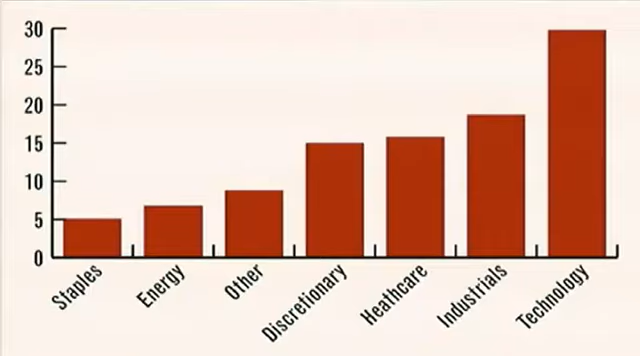 30
25
20
15
10
5
0
Staples
Energy
Other
Discretionary
Heathcare
Industrials
Technology